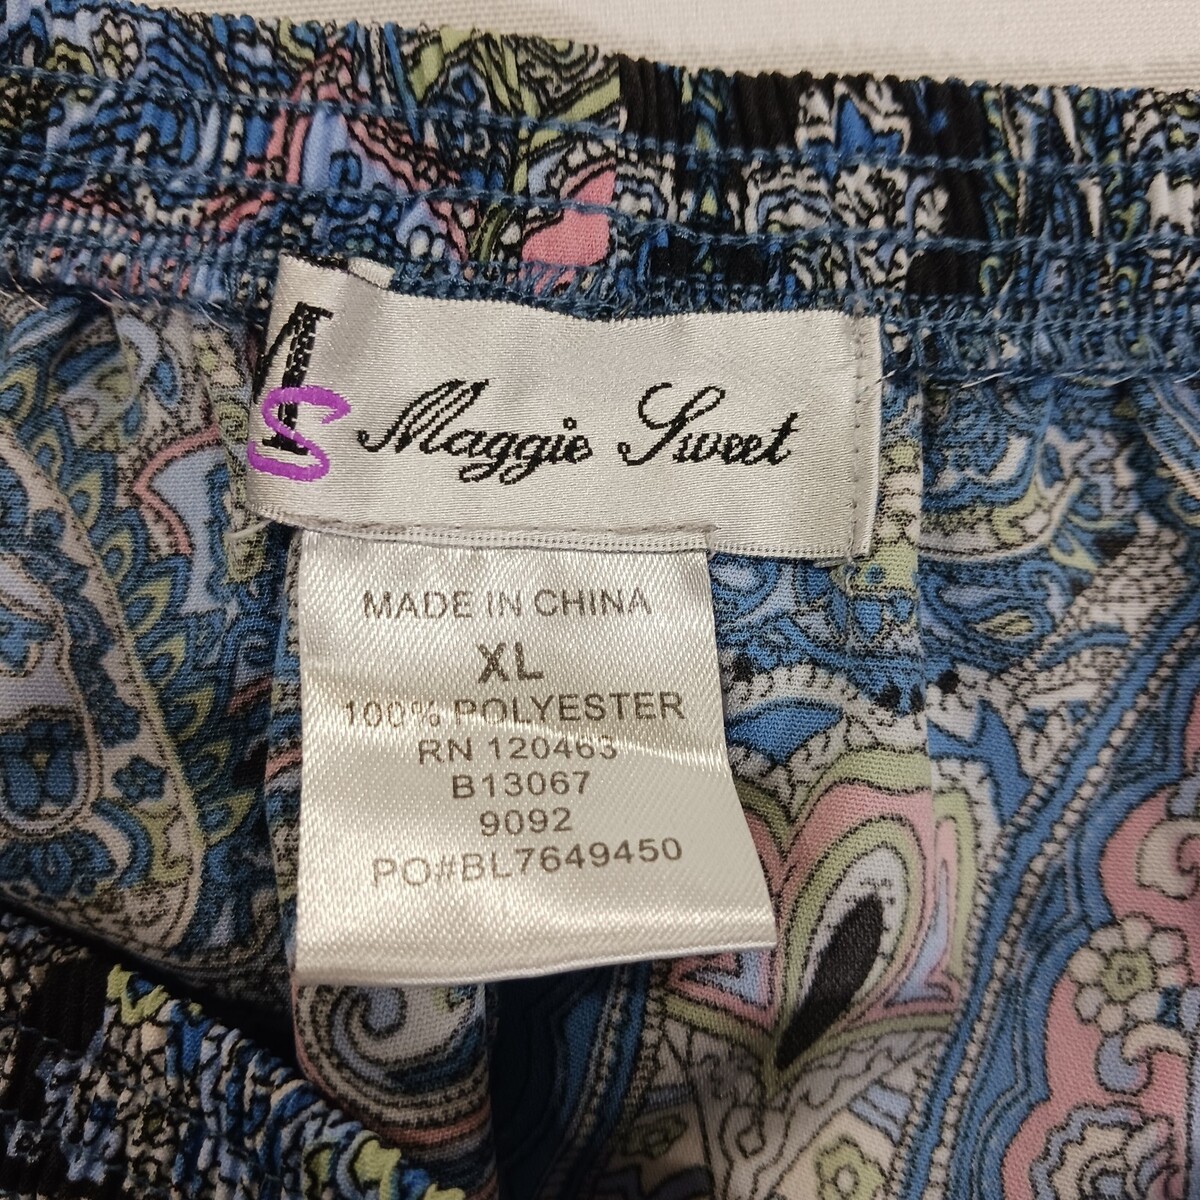 MS Maggie Sweet
MADE IN CHINA
XL
100% POLYESTER
RN 120463
B13067
9092
PO#BL7649450